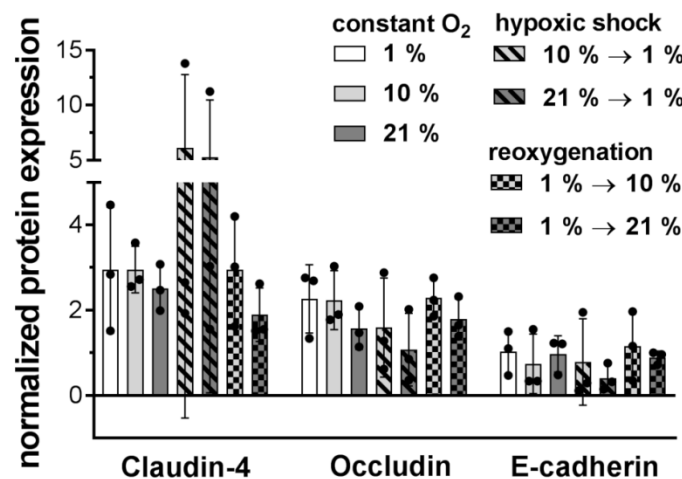 normalized protein expression
15
10
5
4
2
0
constant O₂
1 %
10 %
21 %
hypoxic shock
10 % → 1 %
21 % → 1 %
reoxygenation
1 % → 10 %
1 % → 21 %
Claudin-4
Occludin
E-cadherin